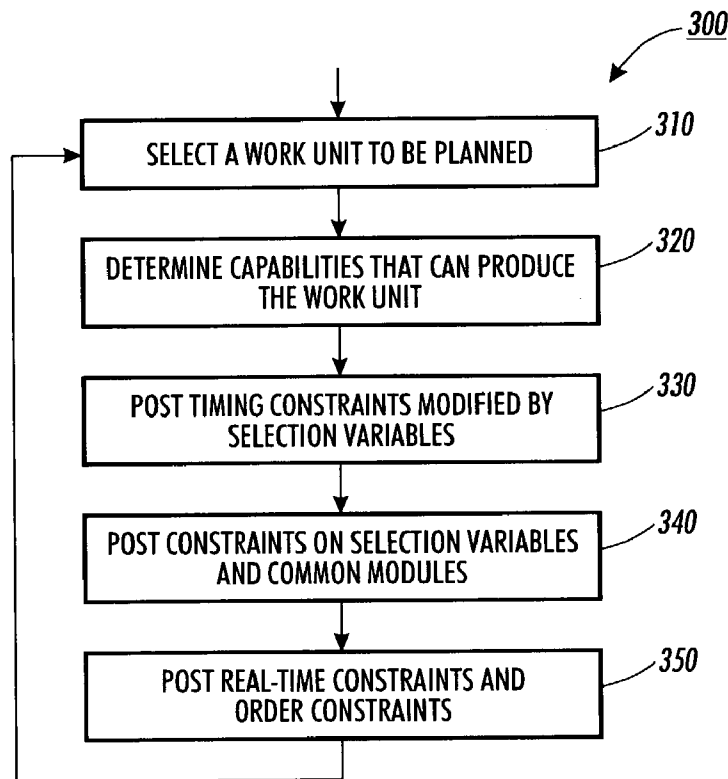 300
310
SELECT A WORK UNIT TO BE PLANNED
320
DETERMINE CAPABILITIES THAT CAN PRODUCE
THE WORK UNIT
330
POST TIMING CONSTRAINTS MODIFIED BY
SELECTION VARIABLES
340
POST CONSTRAINTS ON SELECTION VARIABLES
AND COMMON MODULES
350
POST REAL-TIME CONSTRAINTS AND
ORDER CONSTRAINTS